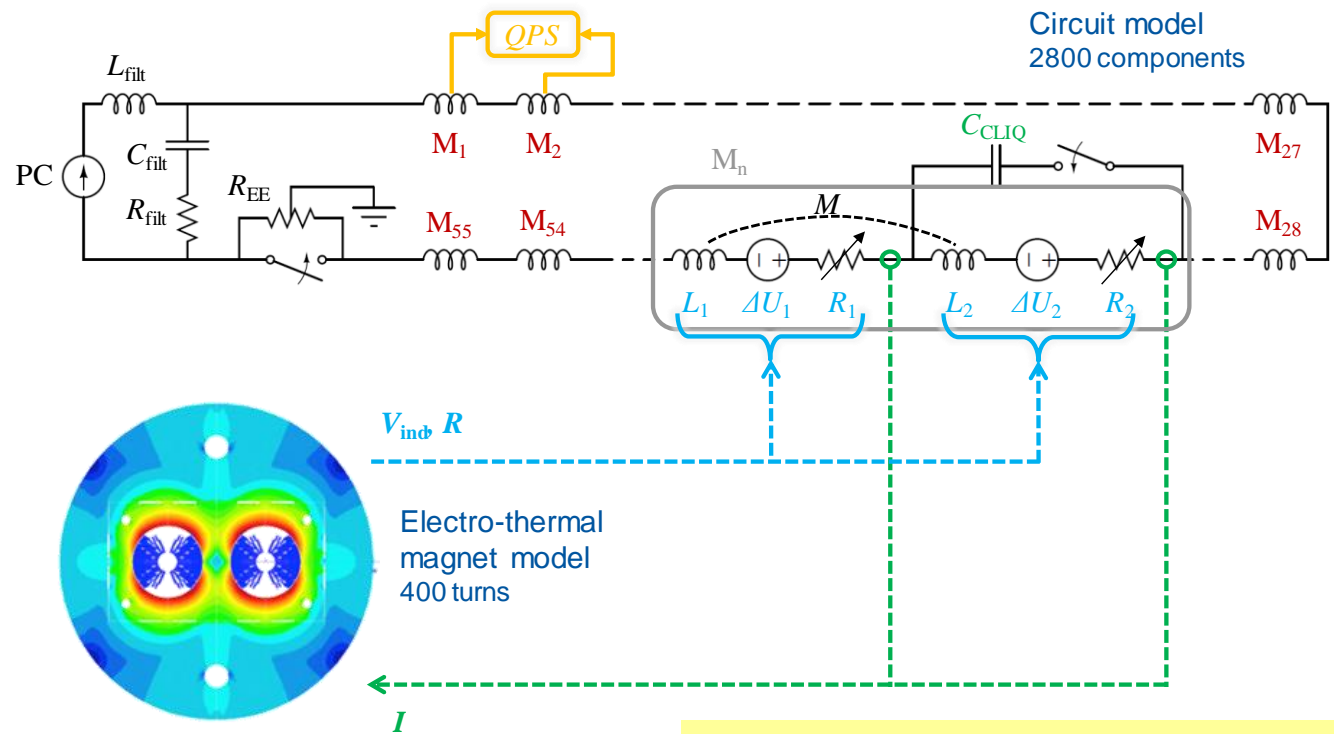 QPS
Circuit model
2800 components
L_filt
C_CLIQ
M_1
M_2
M_27
C_filt
M_n
PC
R_EE
R_filt
M
M_55
M_54
M_28
− +
− +
L_1
ΔU_1
R_1
L_2
ΔU_2
R_2
V_ind, R
Electro-thermal
magnet model
400 turns
I